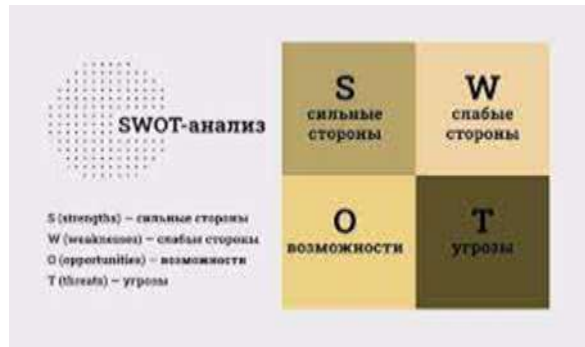 SWOT-анализ
S (strengths) — сильные стороны
W (weaknesses) — слабые стороны
O (opportunities) — возможности
T (threats) — угрозы
S
сильные
стороны
W
слабые
стороны
O
возможности
T
угрозы